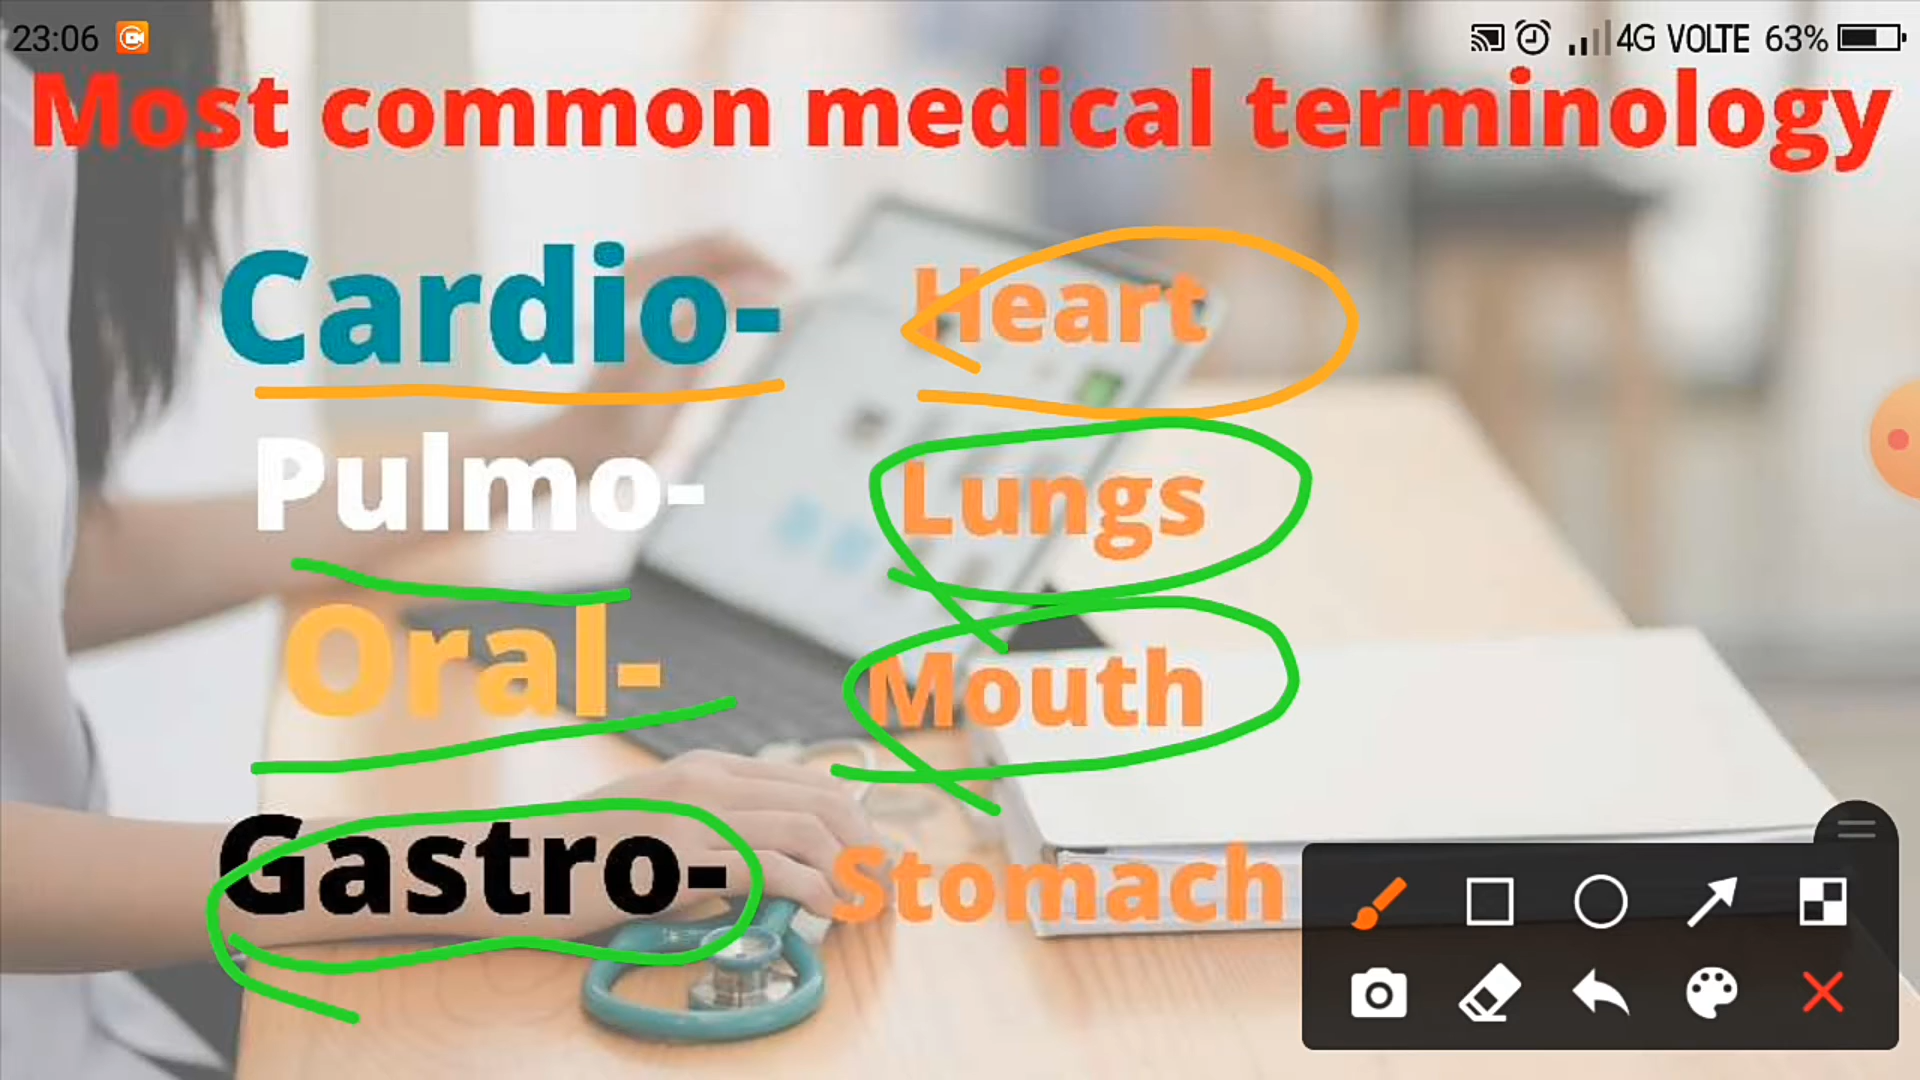 23:06 4G VOLTE 63%
Most common medical terminology
Cardio- Heart
Pulmo- Lungs
Oral- Mouth
Gastro- Stomach